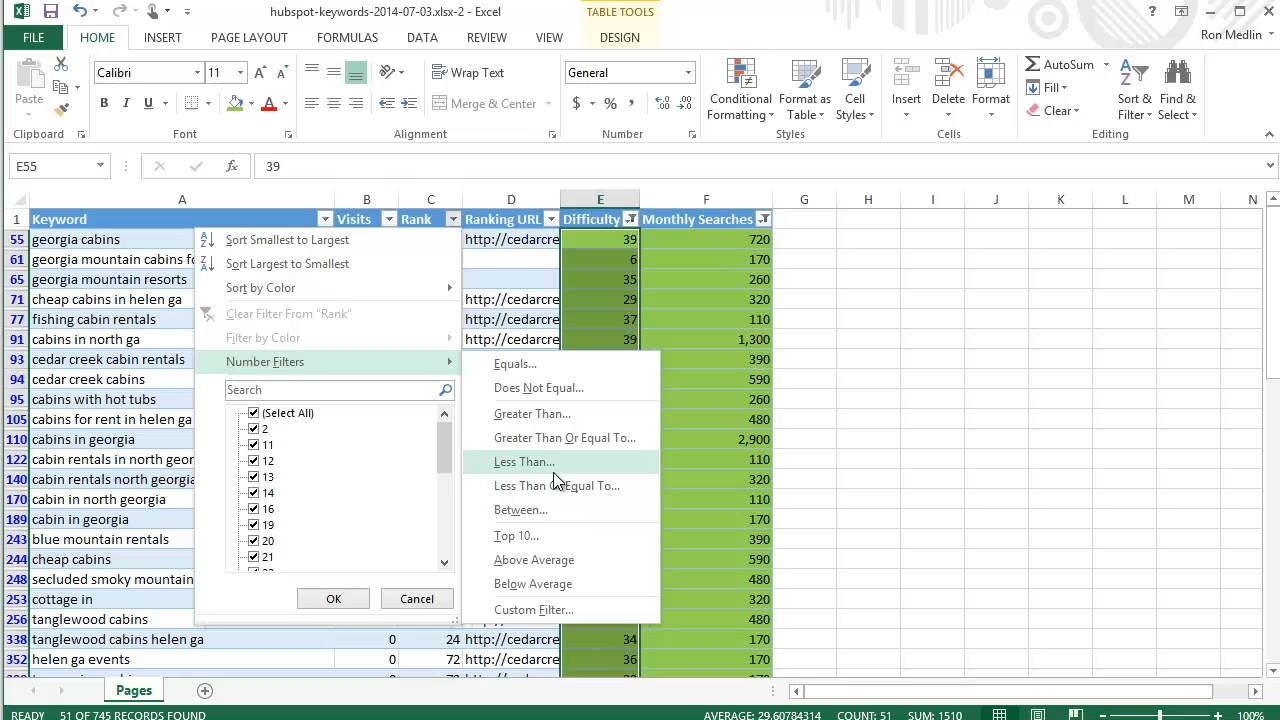 hubspot-keywords-2014-07-03.xlsx-2 - Excel
TABLE TOOLS
?
FILE HOME INSERT PAGE LAYOUT FORMULAS DATA REVIEW VIEW DESIGN
Ron Medlin
Calibri 11
Wrap Text
General
AutoSum
Paste
B I U
Merge & Center
$ % ,
Conditional Formatting
Format as Table
Cell Styles
Insert Delete Format
Fill
Clear
Sort & Filter
Find & Select
Clipboard Font Alignment Number Styles Cells Editing
E55 fx 39
A B C D E F G H I J K L M N
1 Keyword Visits Rank Ranking URL Difficulty Monthly Searches
55 georgia cabins http://cedarcre 39 720
61 georgia mountain cabins fo 6 170
65 georgia mountain resorts 35 260
71 cheap cabins in helen ga http://cedarcre 29 320
77 fishing cabin rentals http://cedarcre 37 110
91 cabins in north ga http://cedarcre 39 1,300
93 cedar creek cabin rentals 390
94 cedar creek cabins 590
95 cabins with hot tubs 260
105 cabins for rent in helen ga 480
110 cabins in georgia 2,900
121 cabin rentals in north geor 110
140 cabin rentals north georgia 320
170 cabin in north georgia 110
189 cabin in georgia 170
243 blue mountain rentals 390
244 cheap cabins 590
248 secluded smoky mountain 480
253 cottage in 320
256 tanglewood cabins 480
338 tanglewood cabins helen ga 0 24 http://cedarcre 34 170
352 helen ga events 0 72 http://cedarcre 36 170
Sort Smallest to Largest
Sort Largest to Smallest
Sort by Color
Clear Filter From "Rank"
Filter by Color
Number Filters
Search
(Select All)
2
11
12
13
14
16
19
20
21
OK Cancel
Equals...
Does Not Equal...
Greater Than...
Greater Than Or Equal To...
Less Than...
Less Than Or Equal To...
Between...
Top 10...
Above Average
Below Average
Custom Filter...
Pages
READY 51 OF 745 RECORDS FOUND AVERAGE: 29.60784314 COUNT: 51 SUM: 1510 100%